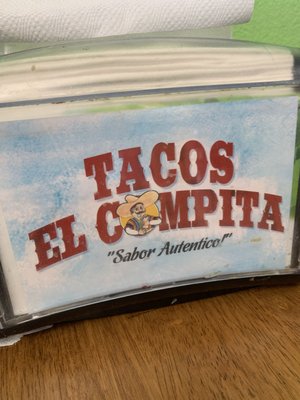 TACOS
EL COMPITA
"Sabor Autentico!"